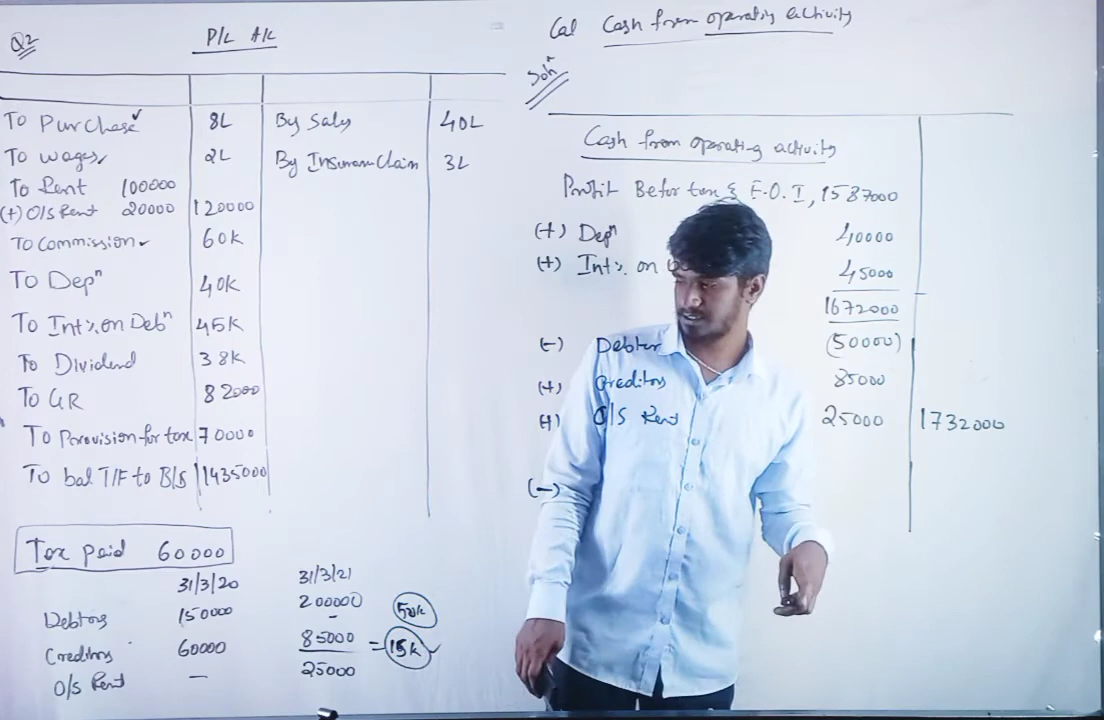 Q2
P/L A/c
To Purchase 8L By Sales 40L
To wages 2L By Insurance Claim 3L
To Rent 100000
(+) O/S Rent 20000 120000
To Commission 60K
To Depn 40K
To Int% on Debn 45K
To Dividend 38K
To GR 82000
To Provision for tax 70000
To bal T/F to B/S 1435000
Tax paid 60000
31/3/20 31/3/21
Debtors 150000 200000 50k
Creditors 60000 85000 = 15k
O/S Rent - 25000
Cal Cash from operating activity
Soln
Cash from operating activity
Profit Befor tax & E.O.I, 1587000
(+) Depn 40000
(+) Int% on 45000
1672000
(-) Debtor (50000)
(+) Creditors 85000
(+) O/S Rent 25000 1732000
(-)